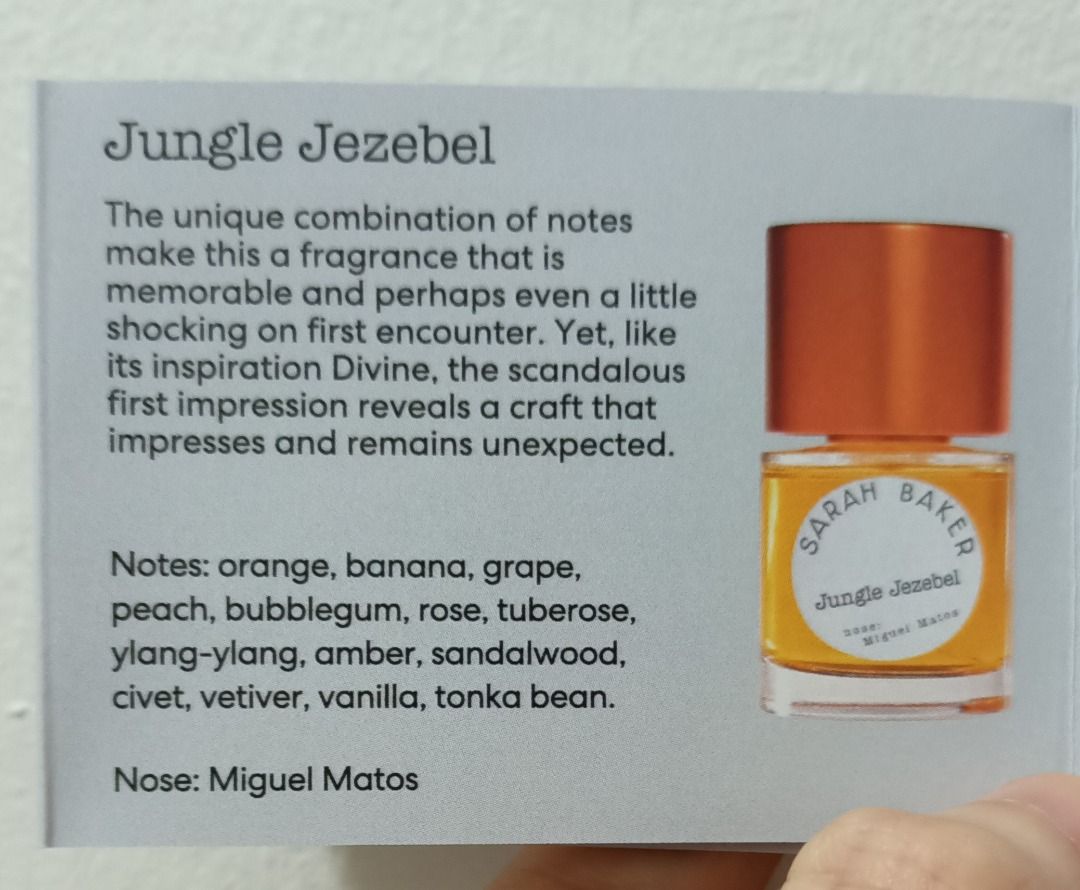 Jungle Jezebel
The unique combination of notes
make this a fragrance that is
memorable and perhaps even a little
shocking on first encounter. Yet, like
its inspiration Divine, the scandalous
first impression reveals a craft that
impresses and remains unexpected.
Notes: orange, banana, grape,
peach, bubblegum, rose, tuberose,
ylang-ylang, amber, sandalwood,
civet, vetiver, vanilla, tonka bean.
Nose: Miguel Matos
SARAH BAKER
Jungle Jezebel
nose:
Miguel Matos